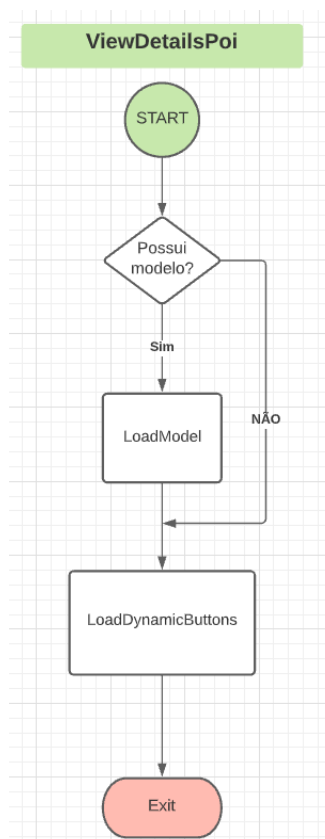 ViewDetailsPoi
START
Possui
modelo?
Sim
LoadModel
NÃO
LoadDynamicButtons
Exit